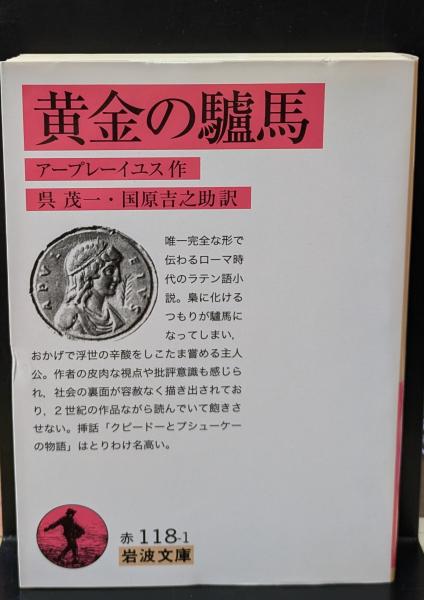 黄金の驢馬
アープレーイユス作
呉 茂一・国原吉之助訳
APVL
EIVS
唯一完全な形で
伝わるローマ時
代のラテン語小
説。梟に化ける
つもりが驢馬に
なってしまい，
おかげで浮世の辛酸をしこたま嘗める主人
公。作者の皮肉な視点や批評意識も感じら
れ，社会の裏面が容赦なく描き出されてお
り，2世紀の作品ながら読んでいて飽きさ
せない。挿話「クピードーとプシューケー
の物語」はとりわけ名高い。
赤 118-1
岩波文庫